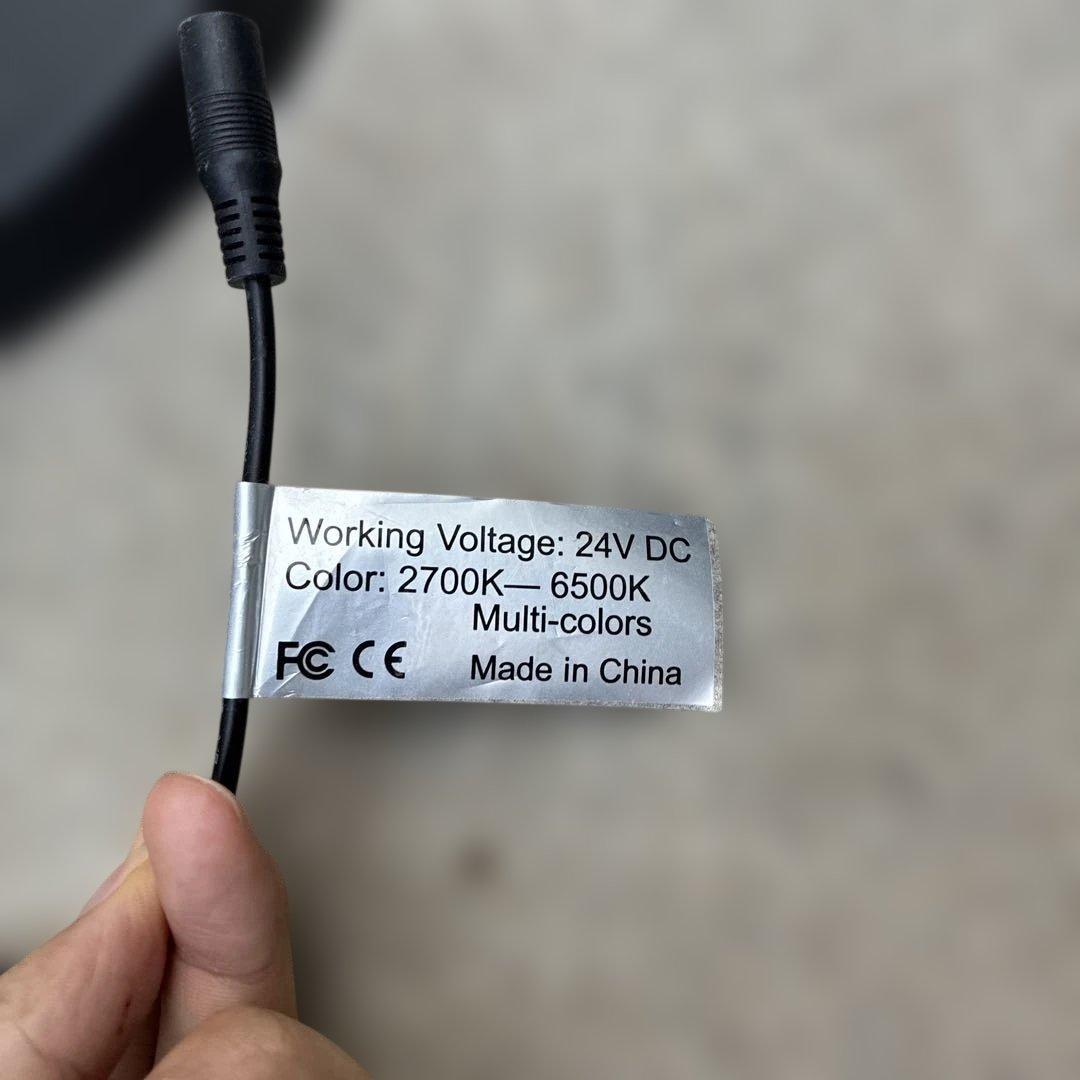 Working Voltage: 24V DC
Color: 2700K— 6500K
Multi-colors
FC CE Made in China